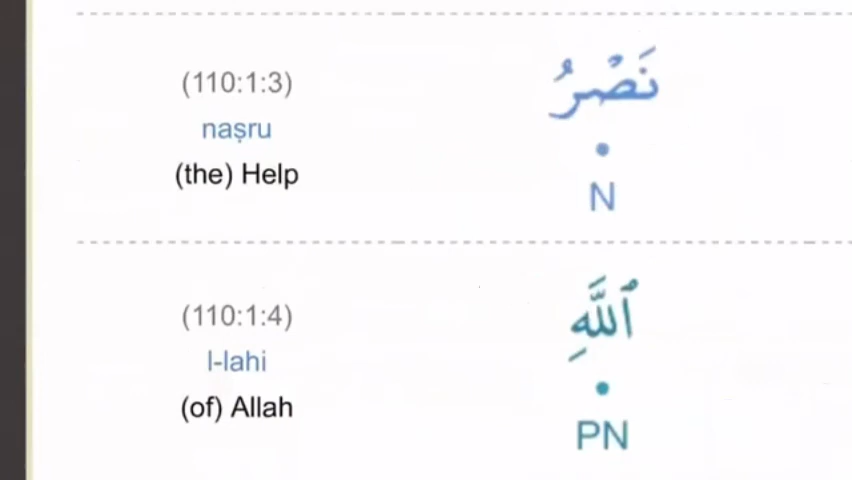 (110:1:3)
naṣru
(the) Help
نَصْرُ
N
(110:1:4)
l-lahi
(of) Allah
ٱللَّهِ
PN